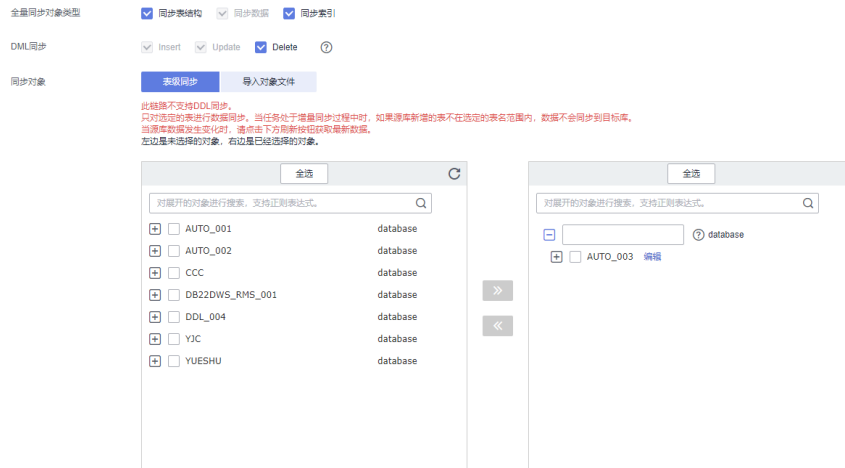 全量同步对象类型 同步表结构 同步数据 同步索引
DML同步 Insert Update Delete
同步对象 表级同步 导入对象文件
此链路不支持DDL同步。
只对选定的表进行数据同步。当任务处于增量同步过程中时，如果源库新增的表不在选定的表名范围内，数据不会同步到目标库。
当源库数据发生变化时，请点击下方刷新按钮获取最新数据。
左边是未选择的对象，右边是已经选择的对象。
全选
对展开的对象进行搜索，支持正则表达式。
AUTO_001 database
AUTO_002 database
CCC database
DB22DWS_RMS_001 database
DDL_004 database
YJC database
YUESHU database
全选
对展开的对象进行搜索，支持正则表达式。
database
AUTO_003 编辑